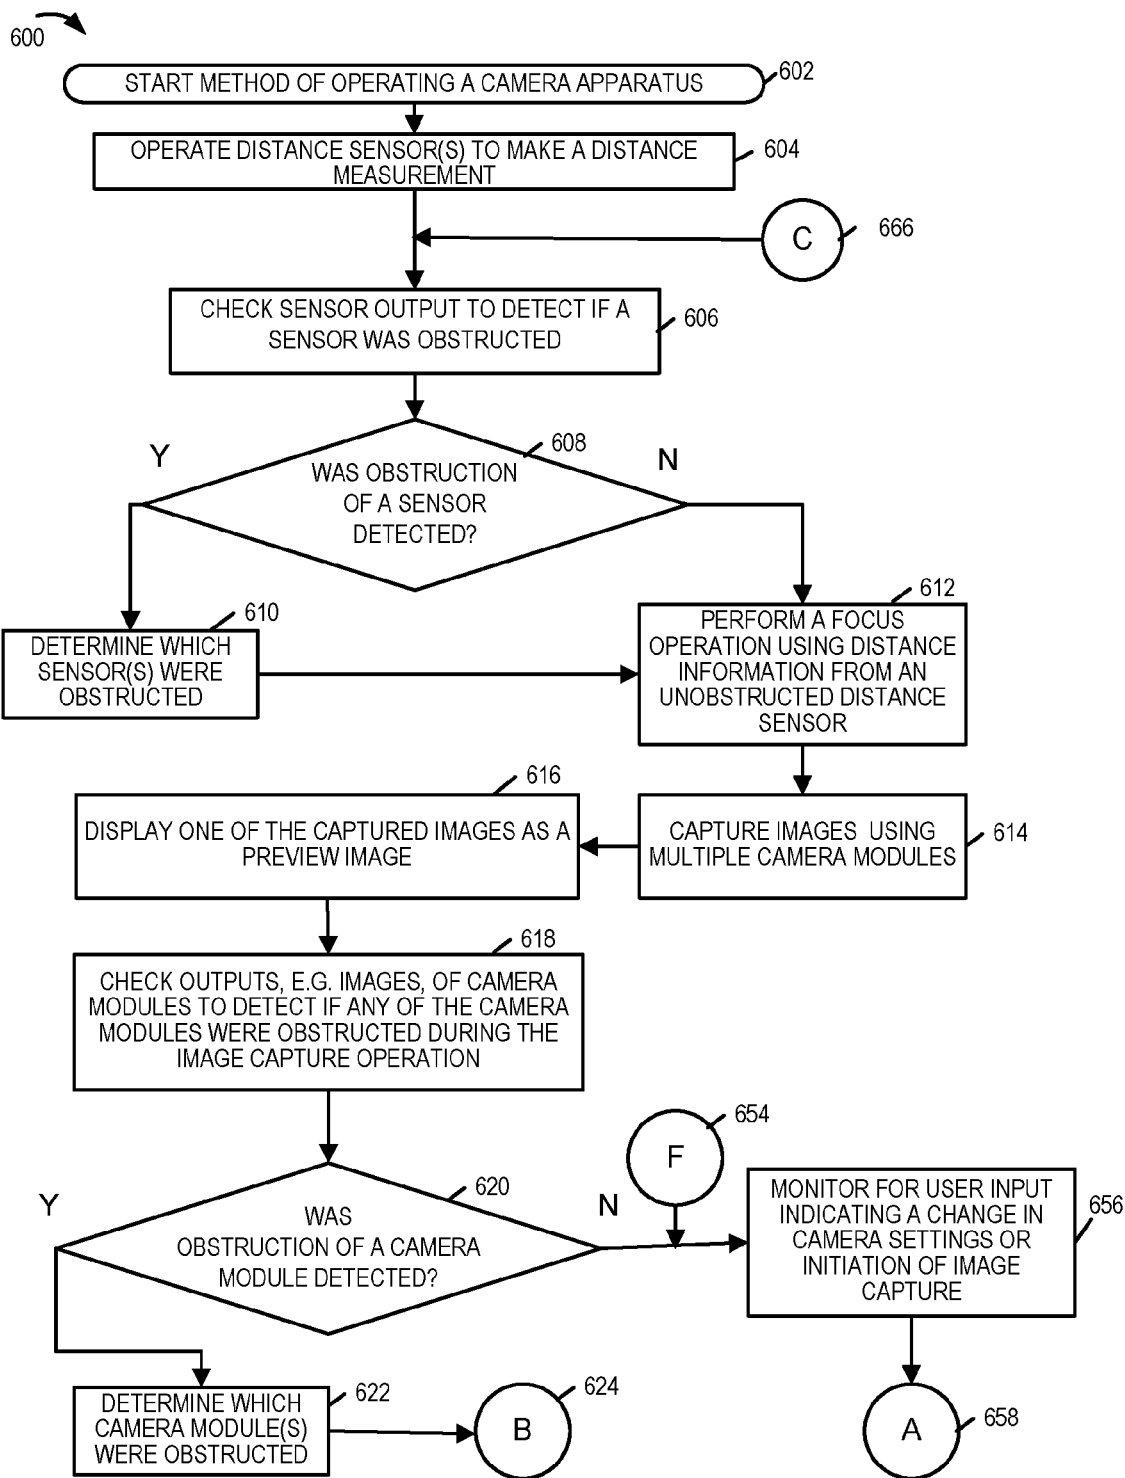 600
START METHOD OF OPERATING A CAMERA APPARATUS
602
OPERATE DISTANCE SENSOR(S) TO MAKE A DISTANCE
MEASUREMENT
604
C
666
CHECK SENSOR OUTPUT TO DETECT IF A
SENSOR WAS OBSTRUCTED
606
608
Y
N
WAS OBSTRUCTION
OF A SENSOR
DETECTED?
610
DETERMINE WHICH
SENSOR(S) WERE
OBSTRUCTED
612
PERFORM A FOCUS
OPERATION USING DISTANCE
INFORMATION FROM AN
UNOBSTRUCTED DISTANCE
SENSOR
616
DISPLAY ONE OF THE CAPTURED IMAGES AS A
PREVIEW IMAGE
CAPTURE IMAGES USING
MULTIPLE CAMERA MODULES
614
618
CHECK OUTPUTS, E.G. IMAGES, OF CAMERA
MODULES TO DETECT IF ANY OF THE CAMERA
MODULES WERE OBSTRUCTED DURING THE
IMAGE CAPTURE OPERATION
654
F
620
Y
N
WAS
OBSTRUCTION OF A CAMERA
MODULE DETECTED?
MONITOR FOR USER INPUT
INDICATING A CHANGE IN
CAMERA SETTINGS OR
INITIATION OF IMAGE
CAPTURE
656
DETERMINE WHICH
CAMERA MODULE(S)
WERE OBSTRUCTED
622
B
624
A
658